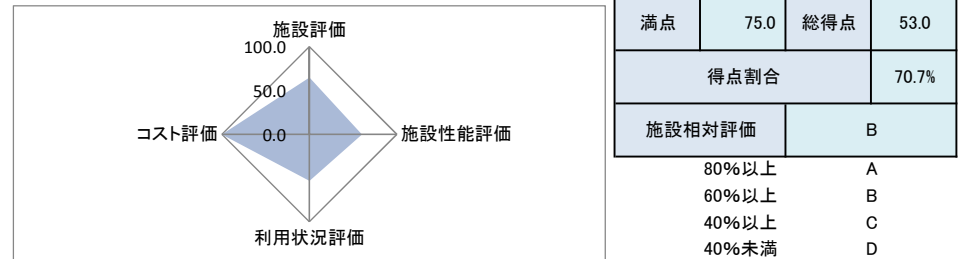 施設評価
100.0
50.0
コスト評価
0.0
施設性能評価
利用状況評価
満点 75.0 総得点 53.0
得点割合 70.7%
施設相対評価 B
80%以上 A
60%以上 B
40%以上 C
40%未満 D